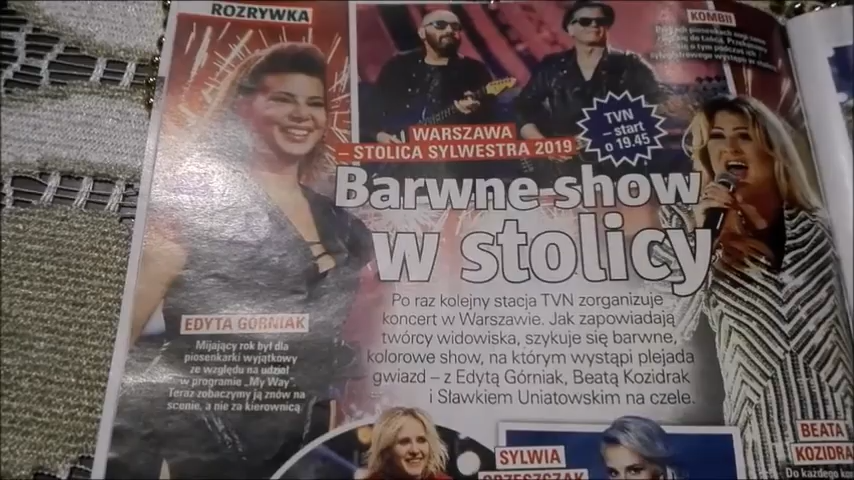 ROZRYWKA
KOMBII
WARSZAWA
– STOLICA SYLWESTRA 2019
TVN
– start
o 19.45
Barwne show
w stolicy
Po raz kolejny stacja TVN zorganizuje
koncert w Warszawie. Jak zapowiadają
twórcy widowiska, szykuje się barwne,
kolorowe show, na którym wystąpi plejada
gwiazd – z Edytą Górniak, Beatą Kozidrak
i Sławkiem Uniatowskim na czele.
EDYTA GÓRNIAK
Mijający rok był dla
piosenkarki wyjątkowy
ze względu na udział
w programie „My Way".
Teraz zobaczymy ją znów na
scenie, a nie za kierownicą.
SYLWIA
GRZESZCZAK
BEATA
KOZIDRA
Do każdego